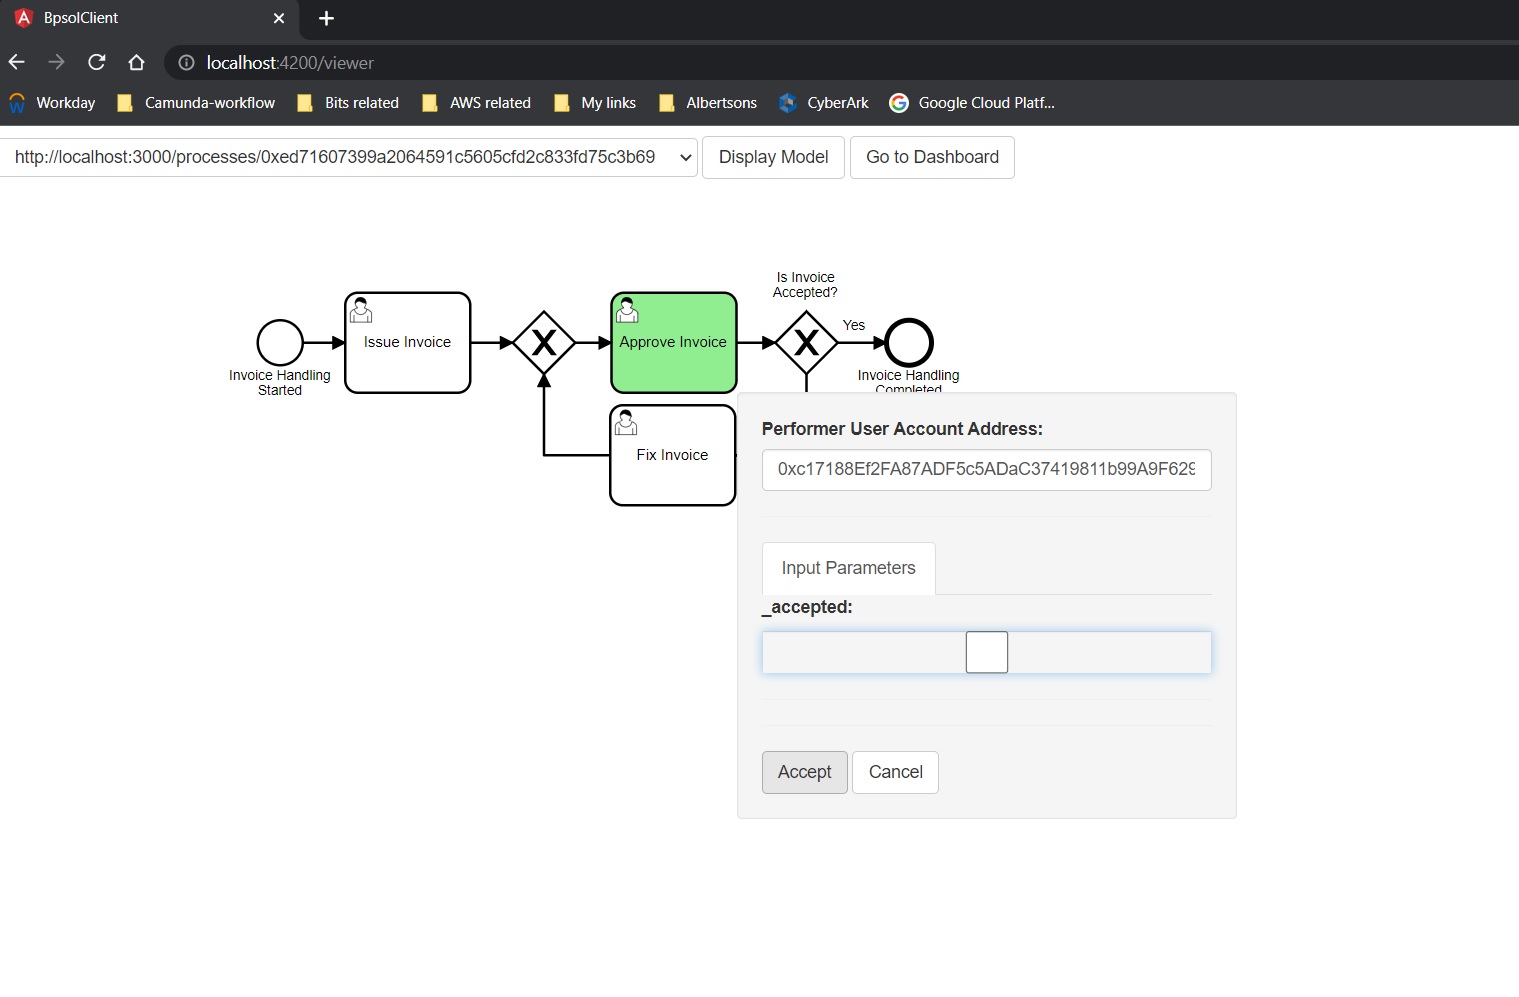 BpsolClient
localhost:4200/viewer
Workday Camunda-workflow Bits related AWS related My links Albertsons CyberArk Google Cloud Platf...
http://localhost:3000/processes/0xed71607399a2064591c5605cfd2c833fd75c3b69 Display Model Go to Dashboard
Is Invoice
Accepted?
Issue Invoice
X
Approve Invoice
X
Yes
Invoice Handling
Started
Invoice Handling
Completed
Fix Invoice
Performer User Account Address:
0xc17188Ef2FA87ADF5c5ADaC37419811b99A9F629
Input Parameters
_accepted:
Accept Cancel